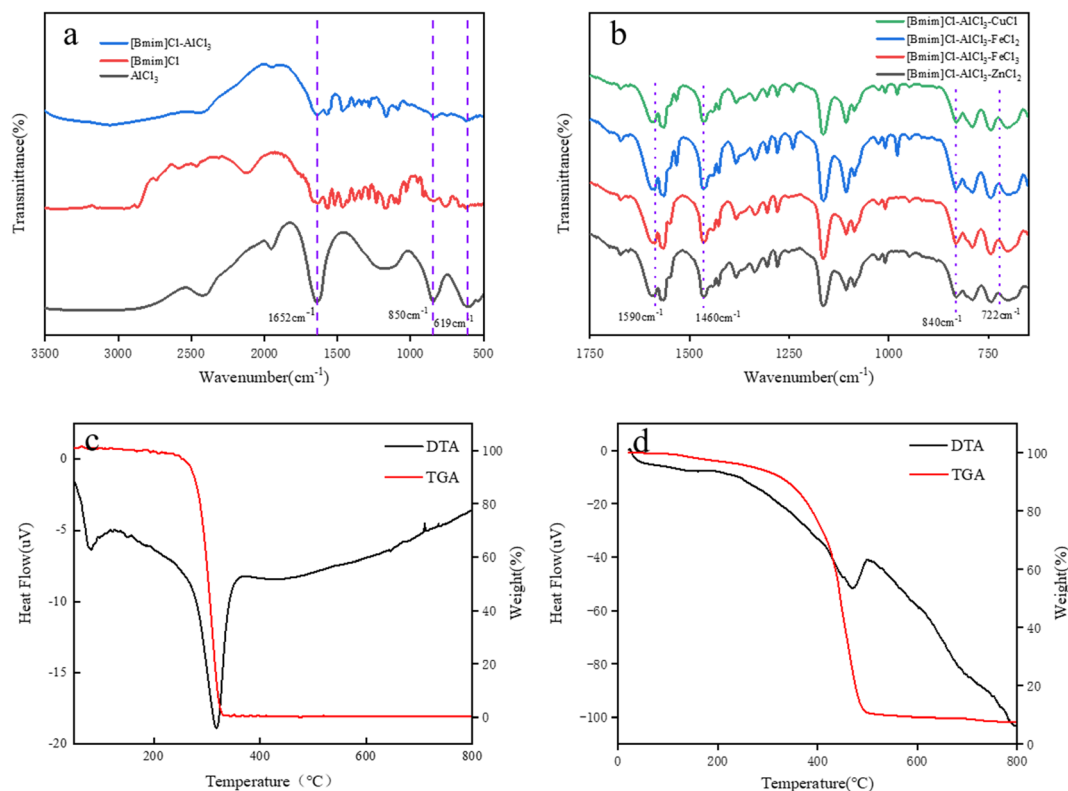 a
[Bmim]Cl-AlCl₃
[Bmim]Cl
AlCl₃
Transmittance(%)
1652cm⁻¹
850cm⁻¹
619cm⁻¹
3500 3000 2500 2000 1500 1000 500
Wavenumber(cm⁻¹)
b
[Bmim]Cl-AlCl₃-CuCl
[Bmim]Cl-AlCl₃-FeCl₂
[Bmim]Cl-AlCl₃-FeCl₃
[Bmim]Cl-AlCl₃-ZnCl₂
Transmittance(%)
1590cm⁻¹
1460cm⁻¹
840cm⁻¹
722cm⁻¹
1750 1500 1250 1000 750
Wavenumber(cm⁻¹)
c
DTA
TGA
Heat Flow(uV)
0
-5
-10
-15
-20
Weight(%)
100
80
60
40
20
0
200 400 600 800
Temperature (℃)
d
DTA
TGA
Heat Flow(uV)
0
-20
-40
-60
-80
-100
Weight(%)
100
80
60
40
20
0
0 200 400 600 800
Temperature(℃)